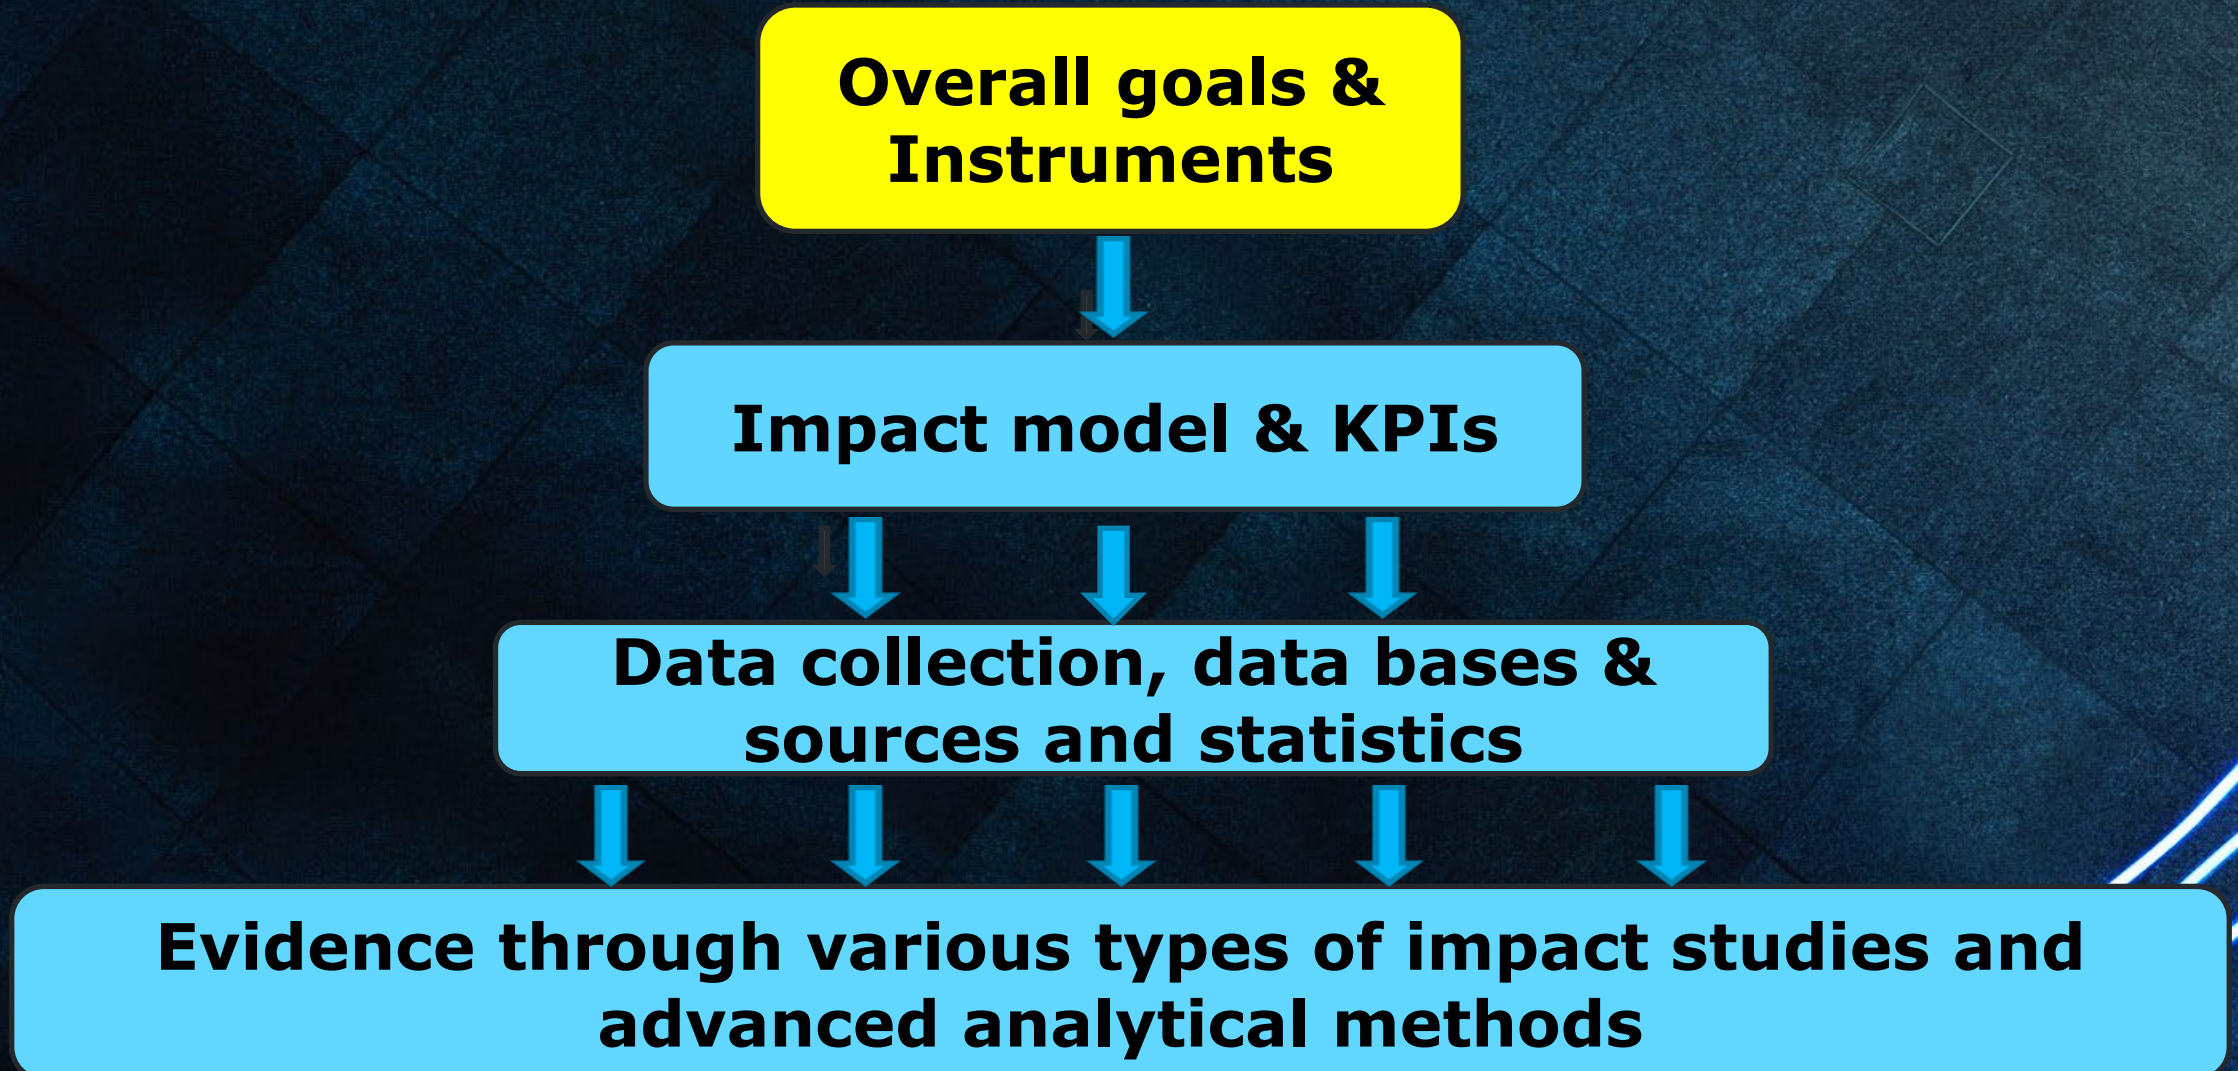 Overall goals &
Instruments
Impact model & KPIs
Data collection, data bases &
sources and statistics
Evidence through various types of impact studies and
advanced analytical methods